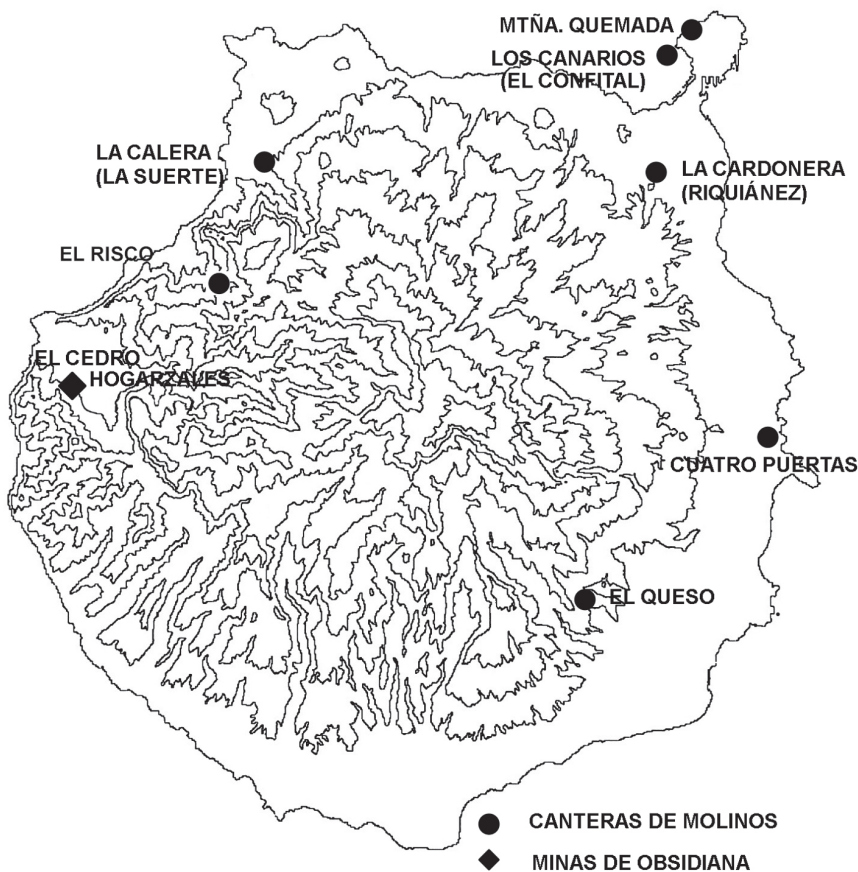 MTÑA. QUEMADA
LOS CANARIOS
(EL CONFITAL)
LA CALERA
(LA SUERTE)
LA CARDONERA
(RIQUIÁNEZ)
EL RISCO
EL CEDRO
HOGARZALES
CUATRO PUERTAS
EL QUESO
CANTERAS DE MOLINOS
MINAS DE OBSIDIANA